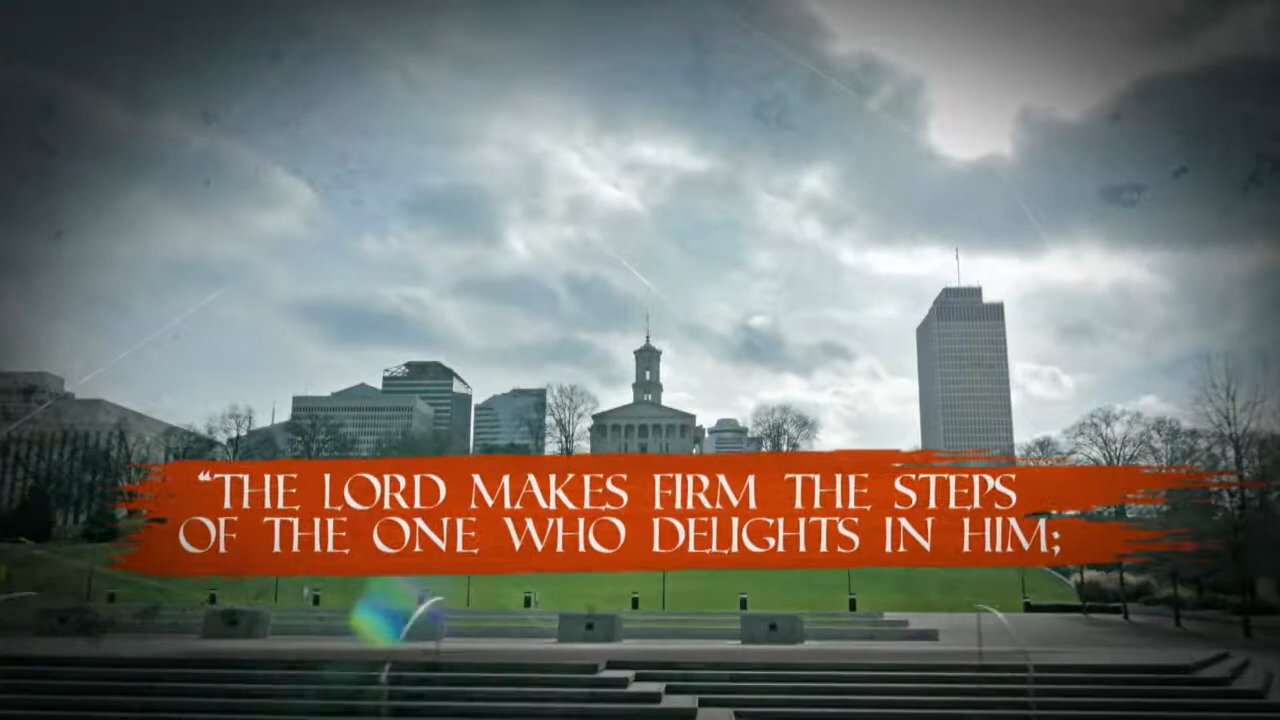 “THE LORD MAKES FIRM THE STEPS
OF THE ONE WHO DELIGHTS IN HIM;